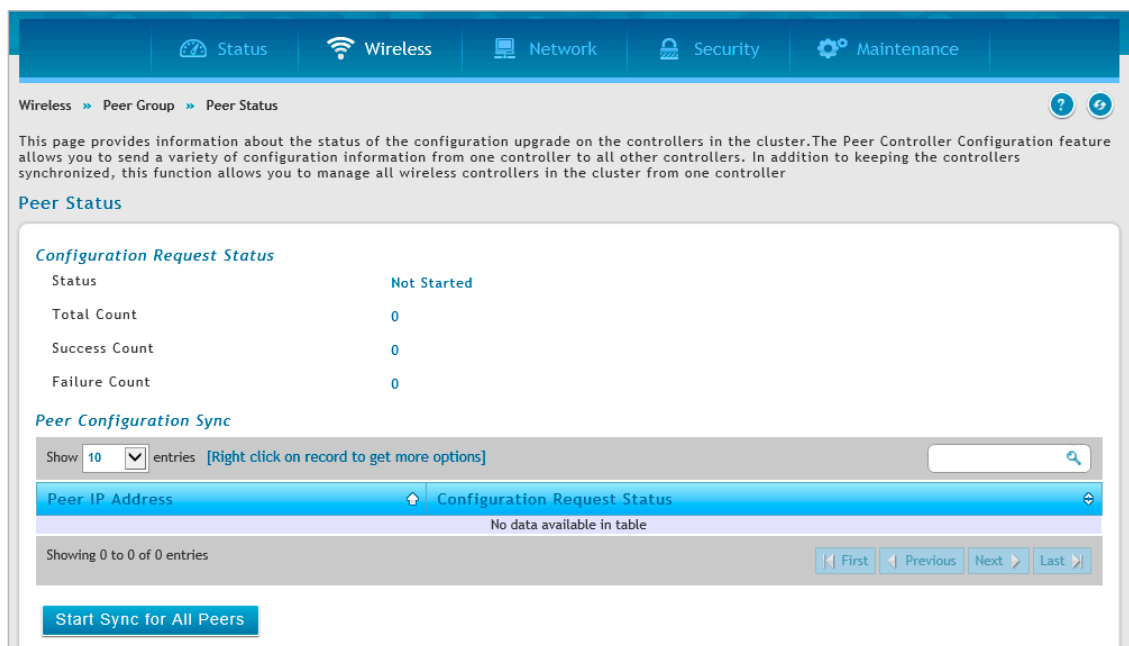 Status Wireless Network Security Maintenance
Wireless » Peer Group » Peer Status
This page provides information about the status of the configuration upgrade on the controllers in the cluster.The Peer Controller Configuration feature
allows you to send a variety of configuration information from one controller to all other controllers. In addition to keeping the controllers
synchronized, this function allows you to manage all wireless controllers in the cluster from one controller
Peer Status
Configuration Request Status
Status Not Started
Total Count 0
Success Count 0
Failure Count 0
Peer Configuration Sync
Show 10 entries [Right click on record to get more options]
Peer IP Address Configuration Request Status
No data available in table
Showing 0 to 0 of 0 entries First Previous Next Last
Start Sync for All Peers